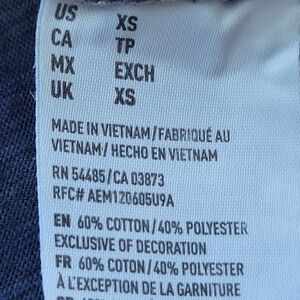 US XS
CA TP
MX EXCH
UK XS
MADE IN VIETNAM/FABRIQUÉ AU
VIETNAM/ HECHO EN VIETNAM
RN 54485/CA 03873
RFC# AEM120605U9A
EN 60% COTTON/40% POLYESTER
EXCLUSIVE OF DECORATION
FR 60% COTON/40% POLYESTER
À L'EXCEPTION DE LA GARNITURE